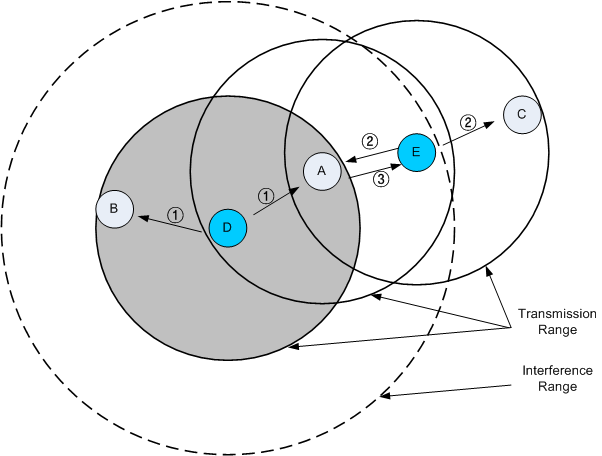 C
②
②
E
A
③
①
B
①
D
Transmission
Range
Interference
Range